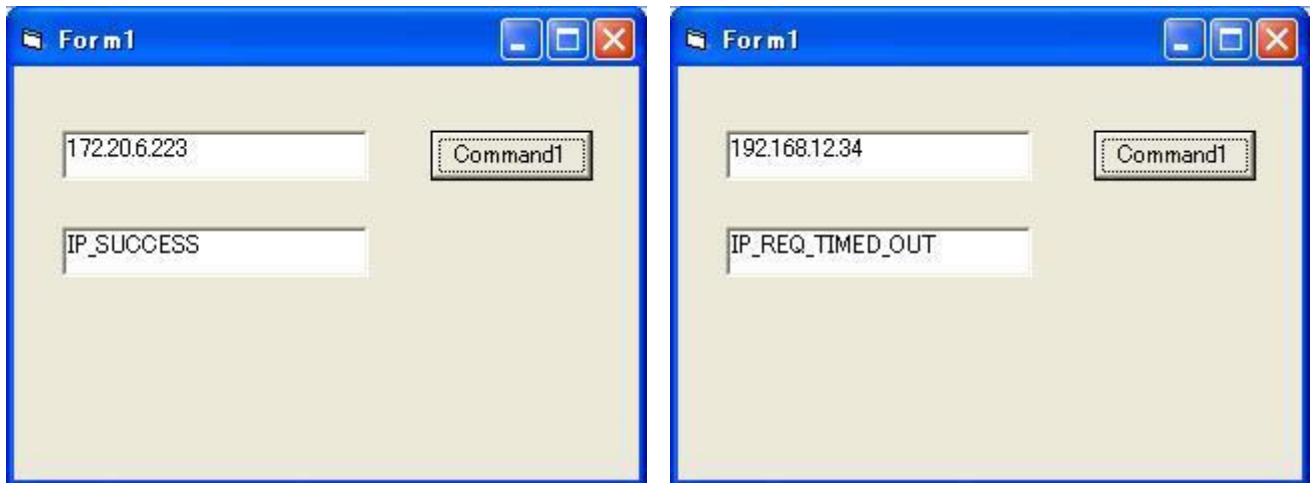 Form1
172.20.6.223
Command1
IP_SUCCESS
Form1
192.168.12.34
Command1
IP_REQ_TIMED_OUT